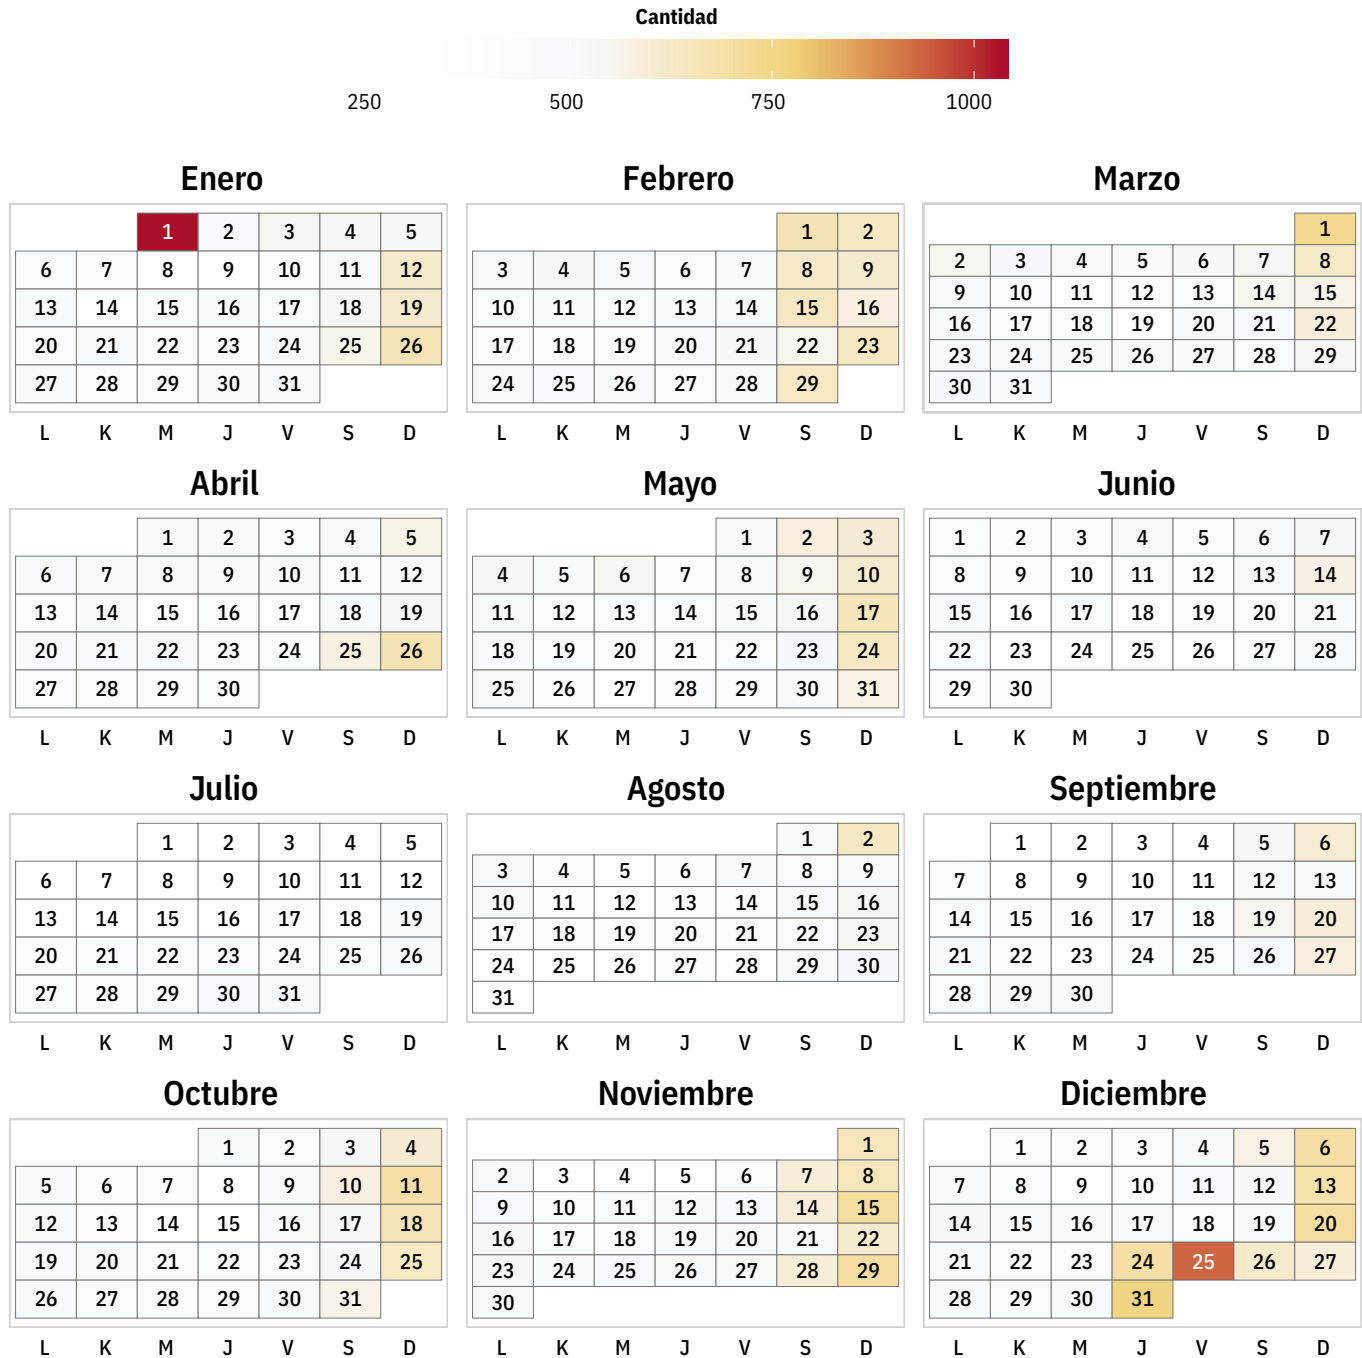 Cantidad
250 500 750 1000
Enero Febrero Marzo
1 2 3 4 5
6 7 8 9 10 11 12
13 14 15 16 17 18 19
20 21 22 23 24 25 26
27 28 29 30 31
L K M J V S D
1 2
3 4 5 6 7 8 9
10 11 12 13 14 15 16
17 18 19 20 21 22 23
24 25 26 27 28 29
L K M J V S D
1
2 3 4 5 6 7 8
9 10 11 12 13 14 15
16 17 18 19 20 21 22
23 24 25 26 27 28 29
30 31
L K M J V S D
Abril Mayo Junio
1 2 3 4 5
6 7 8 9 10 11 12
13 14 15 16 17 18 19
20 21 22 23 24 25 26
27 28 29 30
L K M J V S D
1 2 3
4 5 6 7 8 9 10
11 12 13 14 15 16 17
18 19 20 21 22 23 24
25 26 27 28 29 30 31
L K M J V S D
1 2 3 4 5 6 7
8 9 10 11 12 13 14
15 16 17 18 19 20 21
22 23 24 25 26 27 28
29 30
L K M J V S D
Julio Agosto Septiembre
1 2 3 4 5
6 7 8 9 10 11 12
13 14 15 16 17 18 19
20 21 22 23 24 25 26
27 28 29 30 31
L K M J V S D
1 2
3 4 5 6 7 8 9
10 11 12 13 14 15 16
17 18 19 20 21 22 23
24 25 26 27 28 29 30
31
L K M J V S D
1 2 3 4 5 6
7 8 9 10 11 12 13
14 15 16 17 18 19 20
21 22 23 24 25 26 27
28 29 30
L K M J V S D
Octubre Noviembre Diciembre
1 2 3 4
5 6 7 8 9 10 11
12 13 14 15 16 17 18
19 20 21 22 23 24 25
26 27 28 29 30 31
L K M J V S D
1
2 3 4 5 6 7 8
9 10 11 12 13 14 15
16 17 18 19 20 21 22
23 24 25 26 27 28 29
30
L K M J V S D
1 2 3 4 5 6
7 8 9 10 11 12 13
14 15 16 17 18 19 20
21 22 23 24 25 26 27
28 29 30 31
L K M J V S D